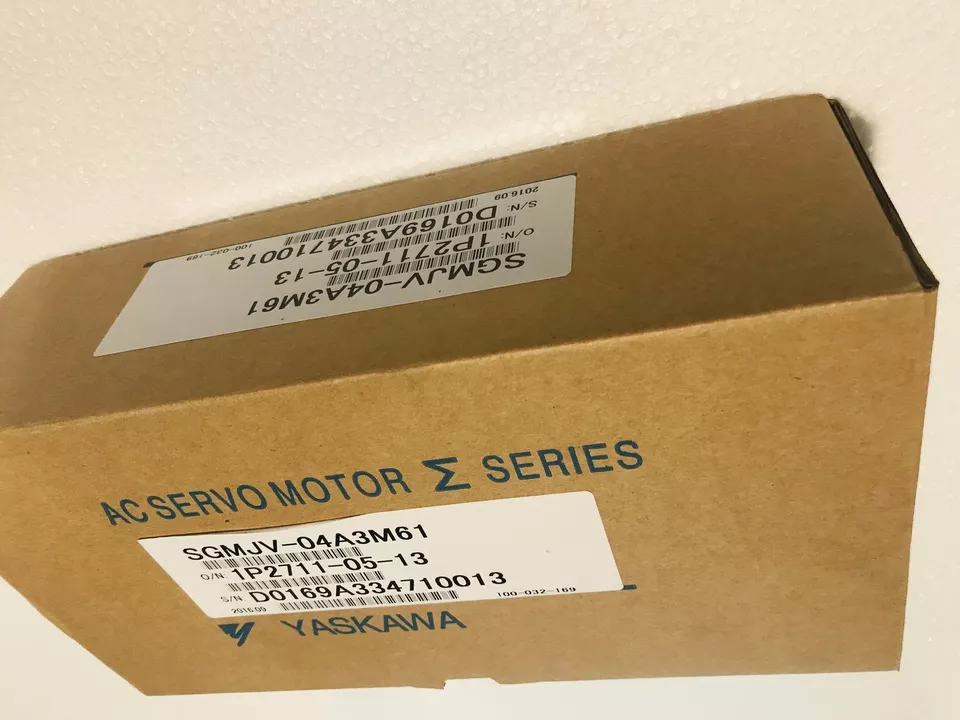 2016.09
S/N: D0169A334710013
100-032-169
O/N: 1P2711-05-13
SGMJV-04A3M61
AC SERVO MOTOR Σ SERIES
SGMJV-04A3M61
O/N: 1P2711-05-13
S/N: D0169A334710013
2016.09
100-032-169
YASKAWA